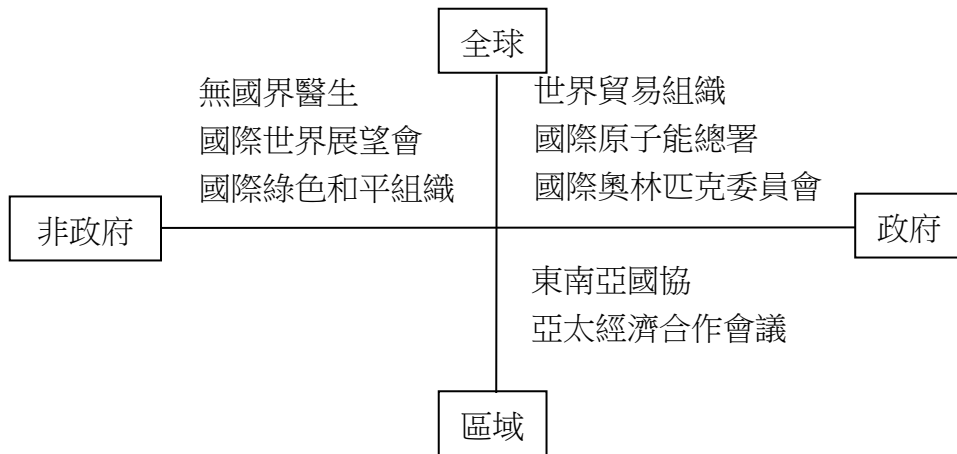 全球
無國界醫生
國際世界展望會
國際綠色和平組織
世界貿易組織
國際原子能總署
國際奧林匹克委員會
非政府
政府
東南亞國協
亞太經濟合作會議
區域